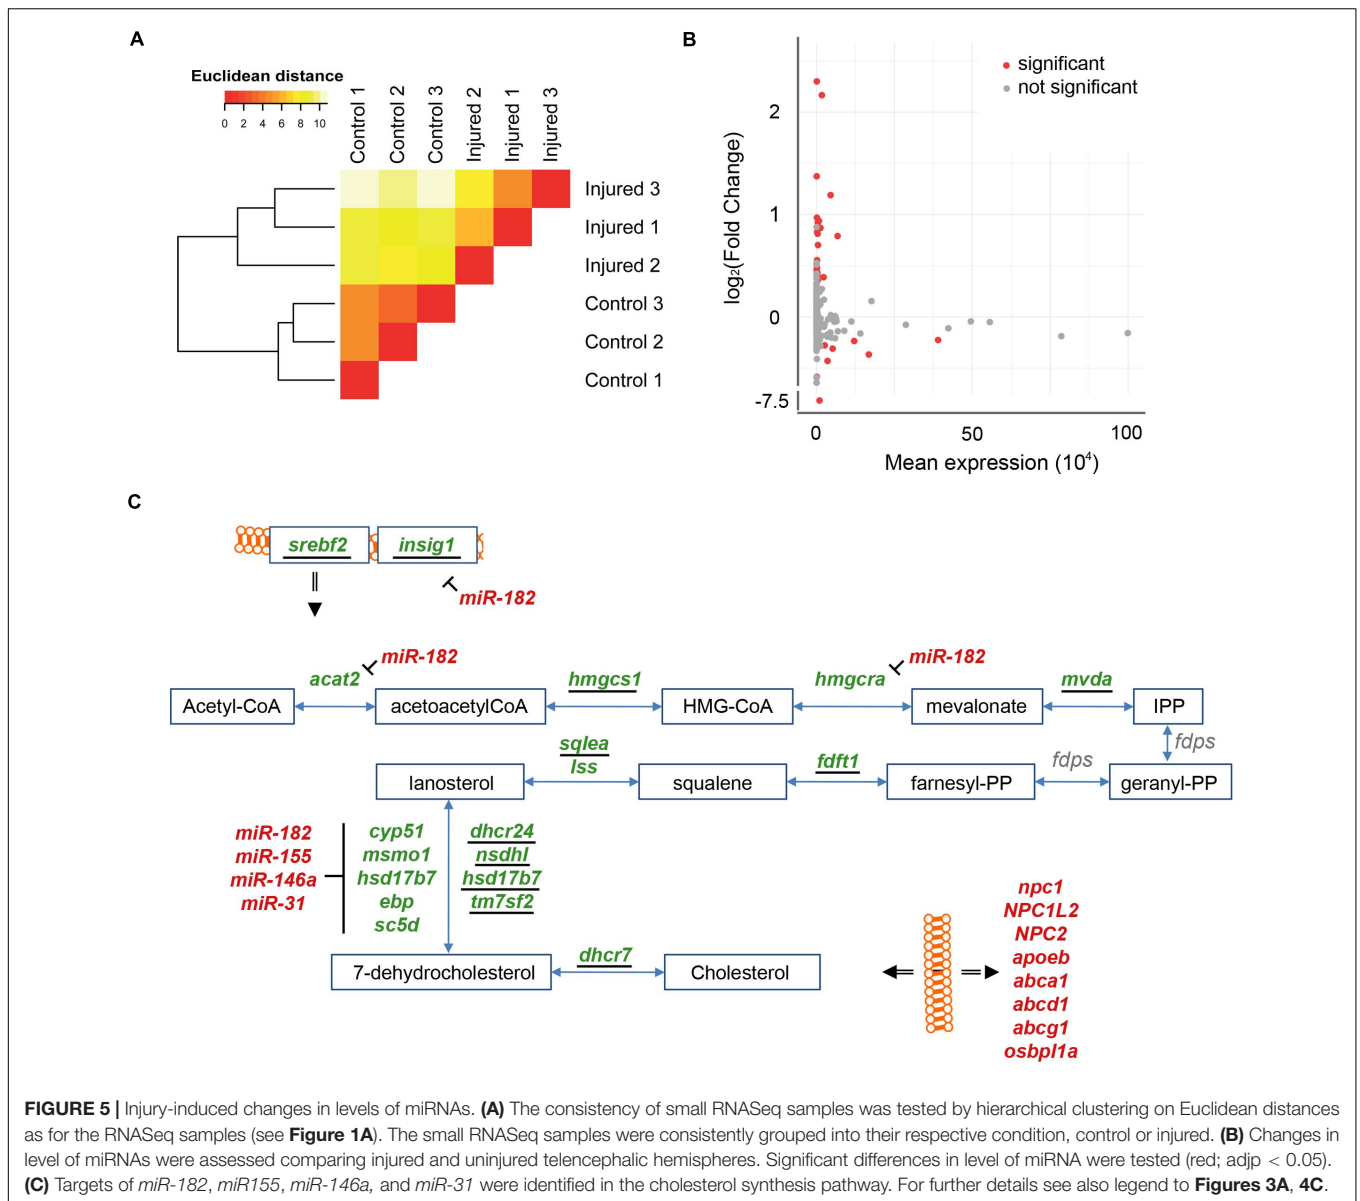 A
Euclidean distance
0 2 4 6 8 10
Control 1
Control 2
Control 3
Injured 2
Injured 1
Injured 3
Injured 3
Injured 1
Injured 2
Control 3
Control 2
Control 1
B
significant
not significant
log2(Fold Change)
2
1
0
-7.5
0 50 100
Mean expression (10⁴)
C
srebf2 insig1
miR-182
miR-182 miR-182
acat2 hmgcs1 hmgcra mvda
Acetyl-CoA acetoacetylCoA HMG-CoA mevalonate IPP
fdps
sqlea
lss fdft1 fdps
lanosterol squalene farnesyl-PP geranyl-PP
miR-182
miR-155
miR-146a
miR-31
cyp51
msmo1
hsd17b7
ebp
sc5d
dhcr24
nsdhl
hsd17b7
tm7sf2
dhcr7
7-dehydrocholesterol Cholesterol
npc1
NPC1L2
NPC2
apoeb
abca1
abcd1
abcg1
osbpl1a
FIGURE 5 | Injury-induced changes in levels of miRNAs. (A) The consistency of small RNASeq samples was tested by hierarchical clustering on Euclidean distances
as for the RNASeq samples (see Figure 1A). The small RNASeq samples were consistently grouped into their respective condition, control or injured. (B) Changes in
level of miRNAs were assessed comparing injured and uninjured telencephalic hemispheres. Significant differences in level of miRNA were tested (red; adjp < 0.05).
(C) Targets of miR-182, miR155, miR-146a, and miR-31 were identified in the cholesterol synthesis pathway. For further details see also legend to Figures 3A, 4C.